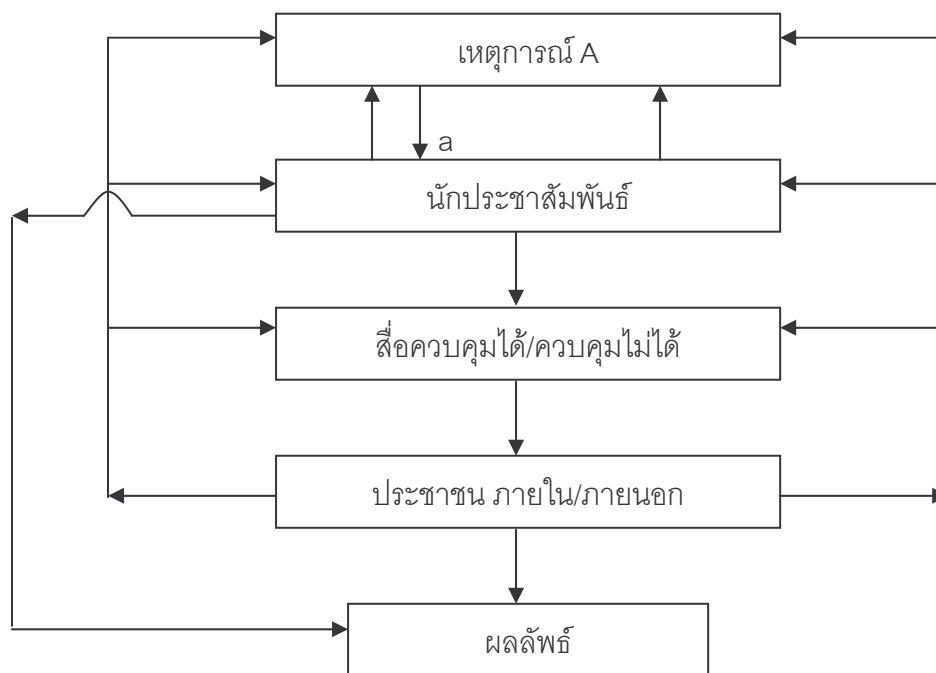 เหตุการณ์ A
a
นักประชาสัมพันธ์
สื่อควบคุมได้/ควบคุมไม่ได้
ประชาชน ภายใน/ภายนอก
ผลลัพธ์